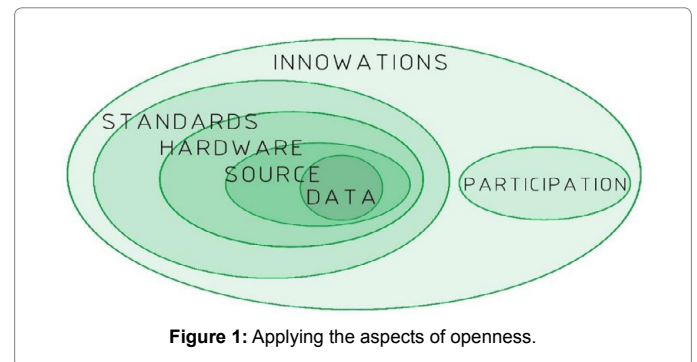 INNOWATIONS
STANDARDS
HARDWARE
SOURCE
DATA
PARTICIPATION
Figure 1: Applying the aspects of openness.